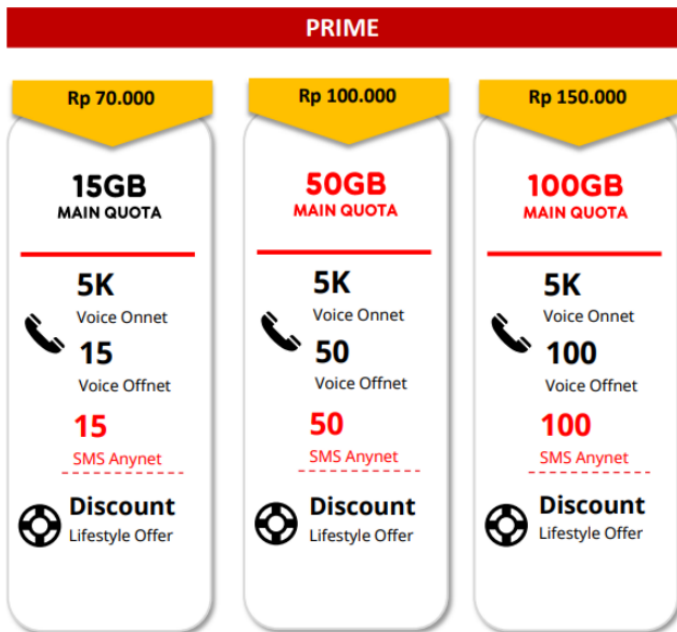 PRIME
Rp 70.000
15GB
MAIN QUOTA
5K
Voice Onnet
15
Voice Offnet
15
SMS Anynet
Discount
Lifestyle Offer
Rp 100.000
50GB
MAIN QUOTA
5K
Voice Onnet
50
Voice Offnet
50
SMS Anynet
Discount
Lifestyle Offer
Rp 150.000
100GB
MAIN QUOTA
5K
Voice Onnet
100
Voice Offnet
100
SMS Anynet
Discount
Lifestyle Offer